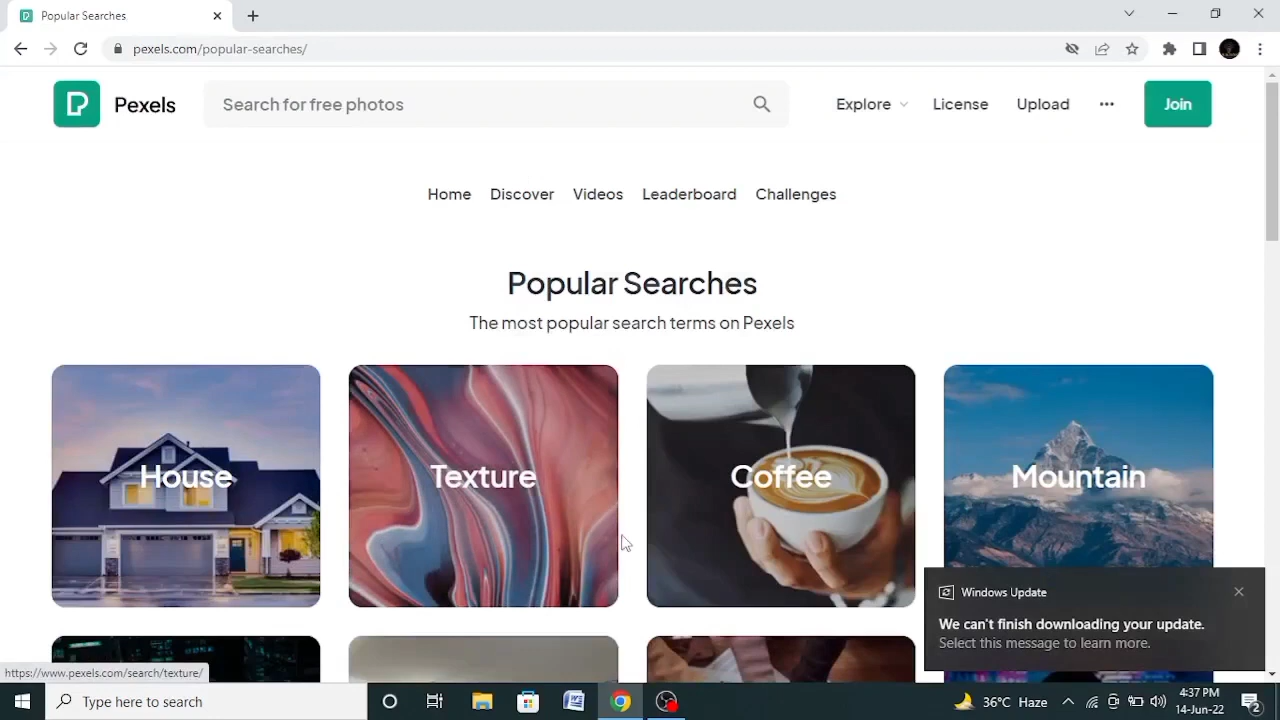 Popular Searches
pexels.com/popular-searches/
Pexels
Search for free photos
Explore
License
Upload
Join
Home
Discover
Videos
Leaderboard
Challenges
Popular Searches
The most popular search terms on Pexels
House
Texture
Coffee
Mountain
Windows Update
We can't finish downloading your update.
Select this message to learn more.
https://www.pexels.com/search/texture/
Type here to search
36°C Haze
4:37 PM
14-Jun-22
2